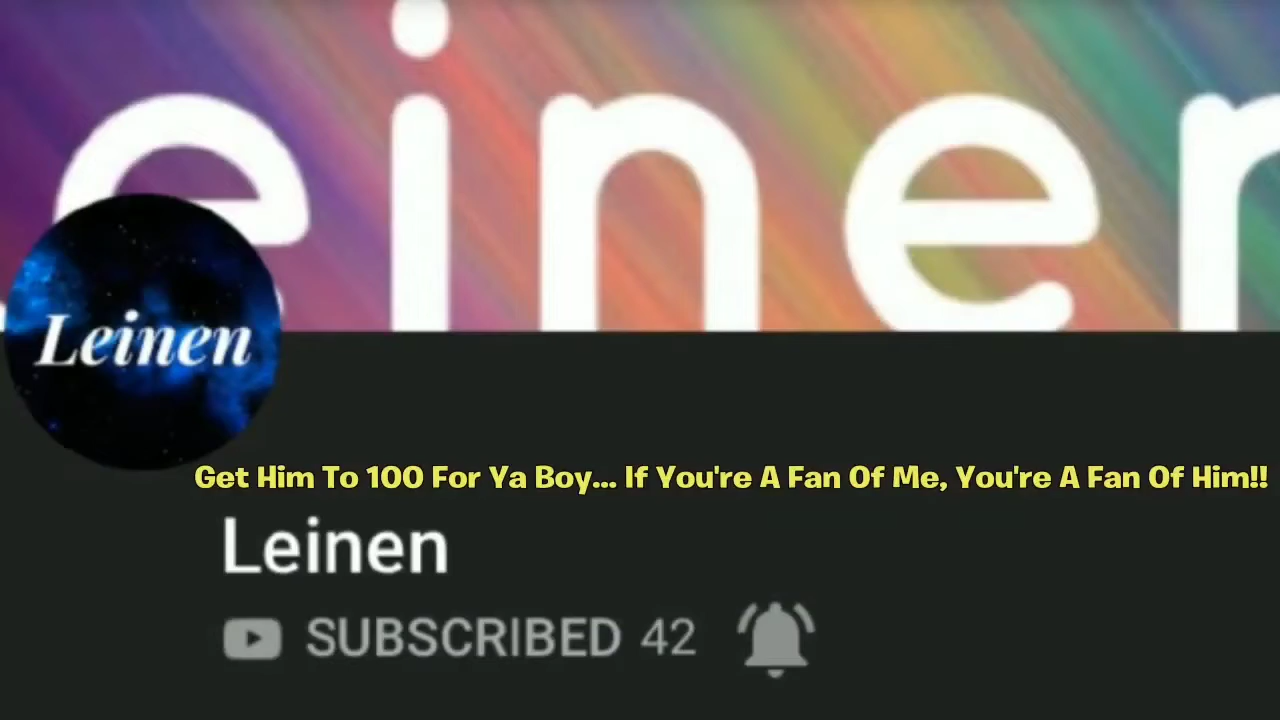 einen
Leinen
Get Him To 100 For Ya Boy... If You're A Fan Of Me, You're A Fan Of Him!!
Leinen
SUBSCRIBED 42